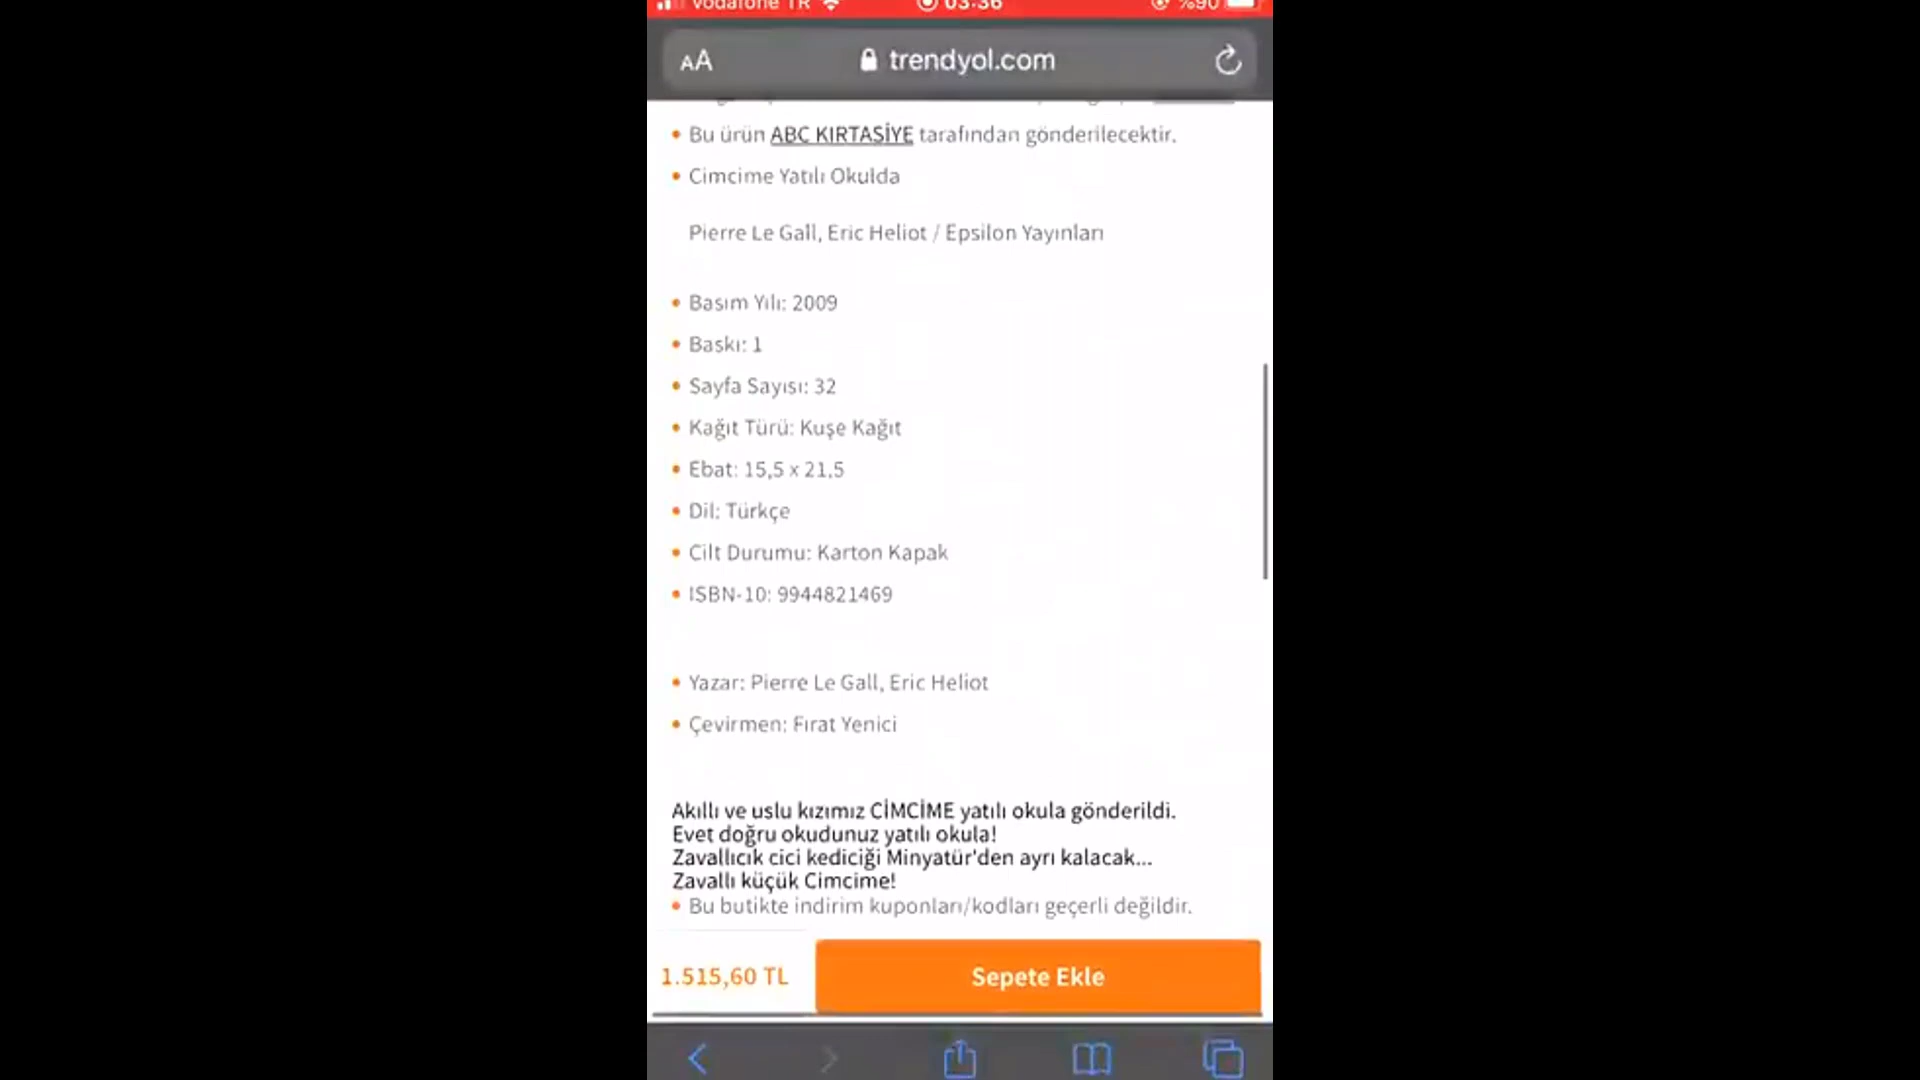 vodafone TR 03:36 %90
AA trendyol.com
Bu ürün ABC KIRTASİYE tarafından gönderilecektir.
Cimcime Yatılı Okulda
Pierre Le Gall, Eric Heliot / Epsilon Yayınları
Basım Yılı: 2009
Baskı: 1
Sayfa Sayısı: 32
Kağıt Türü: Kuşe Kağıt
Ebat: 15,5 x 21,5
Dil: Türkçe
Cilt Durumu: Karton Kapak
ISBN-10: 9944821469
Yazar: Pierre Le Gall, Eric Heliot
Çevirmen: Fırat Yenici
Akıllı ve uslu kızımız CİMCİME yatılı okula gönderildi.
Evet doğru okudunuz yatılı okula!
Zavallıcık cici kediciği Minyatür'den ayrı kalacak...
Zavallı küçük Cimcime!
Bu butikte indirim kuponları/kodları geçerli değildir.
1.515,60 TL Sepete Ekle